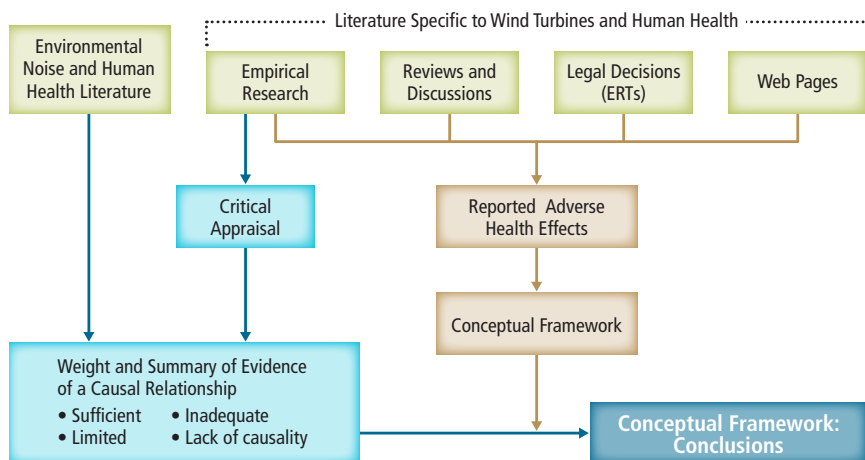 Literature Specific to Wind Turbines and Human Health
Environmental
Noise and Human
Health Literature
Empirical
Research
Reviews and
Discussions
Legal Decisions
(ERTs)
Web Pages
Critical
Appraisal
Reported Adverse
Health Effects
Conceptual Framework
Weight and Summary of Evidence
of a Causal Relationship
• Sufficient • Inadequate
• Limited • Lack of causality
Conceptual Framework:
Conclusions